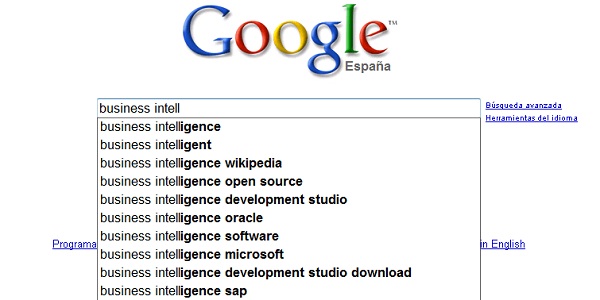 Google™
España
business intell
Búsqueda avanzada
Herramientas del idioma
business intelligence
business intelligent
business intelligence wikipedia
business intelligence open source
business intelligence development studio
business intelligence oracle
business intelligence software
Programa in English
business intelligence microsoft
business intelligence development studio download
business intelligence sap